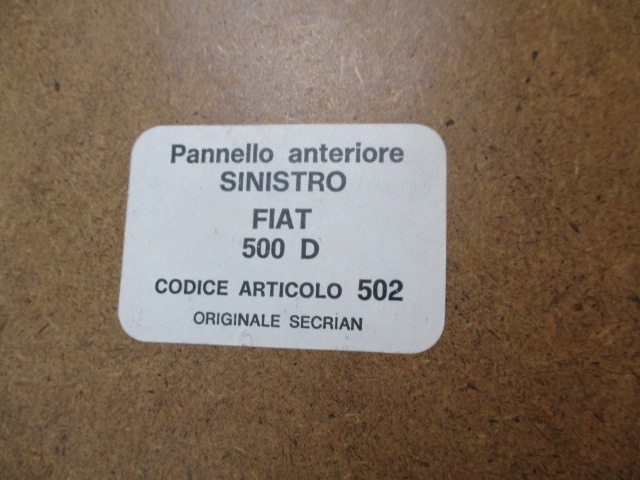 Pannello anteriore
SINISTRO
FIAT
500 D
CODICE ARTICOLO 502
ORIGINALE SECRIAN